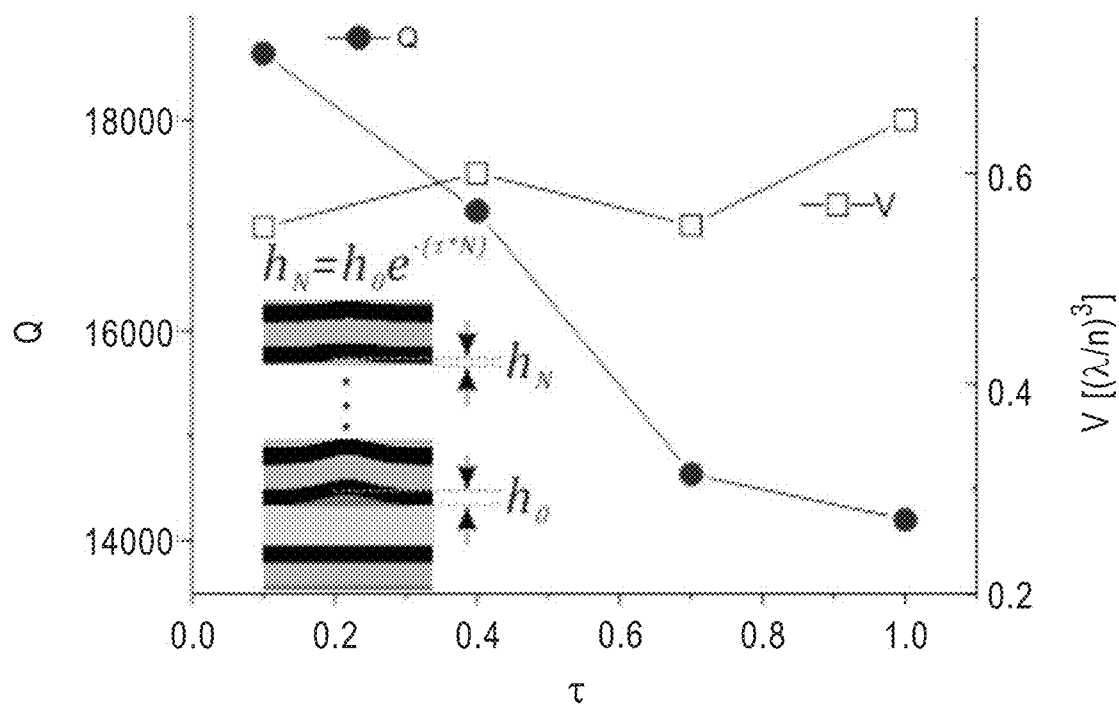 Q
18000
16000
14000
Q
V
h_N=h_0e^-(τ*N)
h_N
h_0
0.6
0.4
0.2
V [(λ/n)^3]
0.0 0.2 0.4 0.6 0.8 1.0
τ